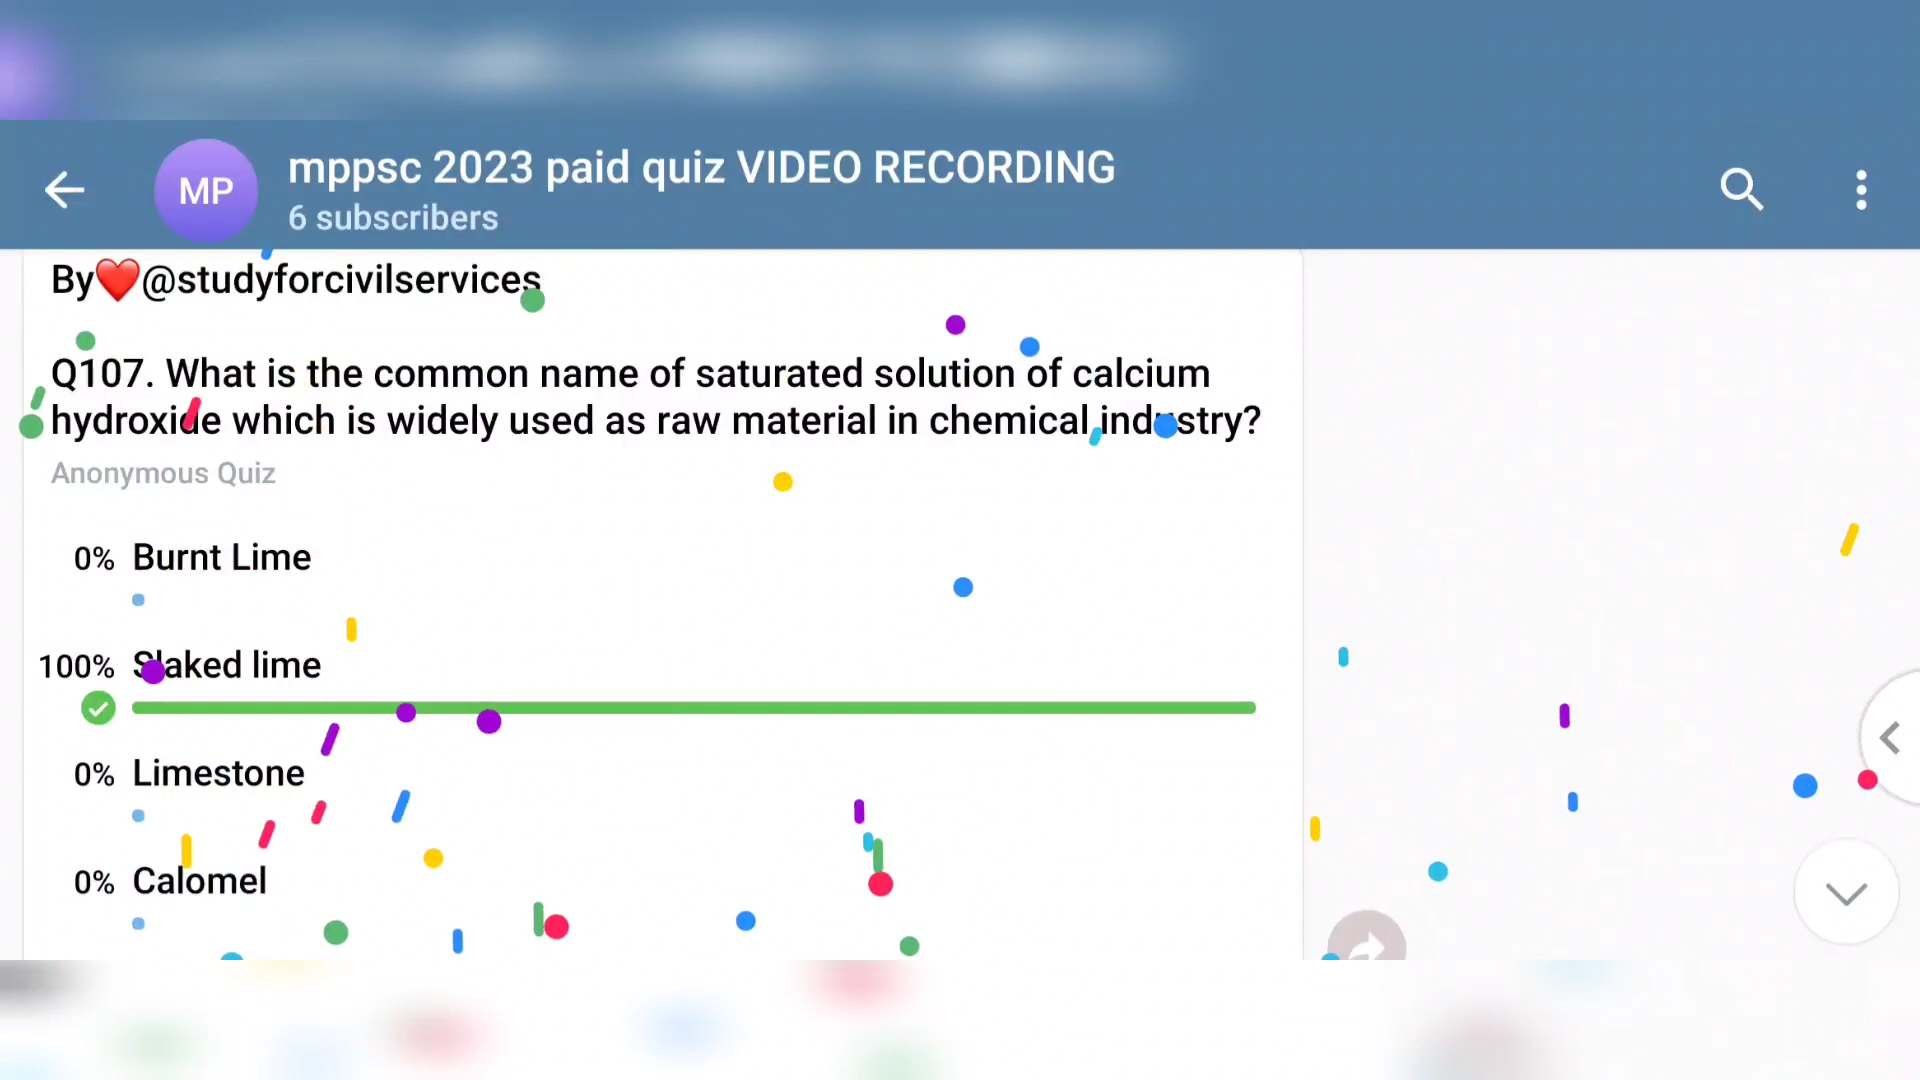 MP
mppsc 2023 paid quiz VIDEO RECORDING
6 subscribers
By❤️@studyforcivilservices
Q107. What is the common name of saturated solution of calcium
hydroxide which is widely used as raw material in chemical industry?
Anonymous Quiz
0% Burnt Lime
100% Slaked lime
0% Limestone
0% Calomel